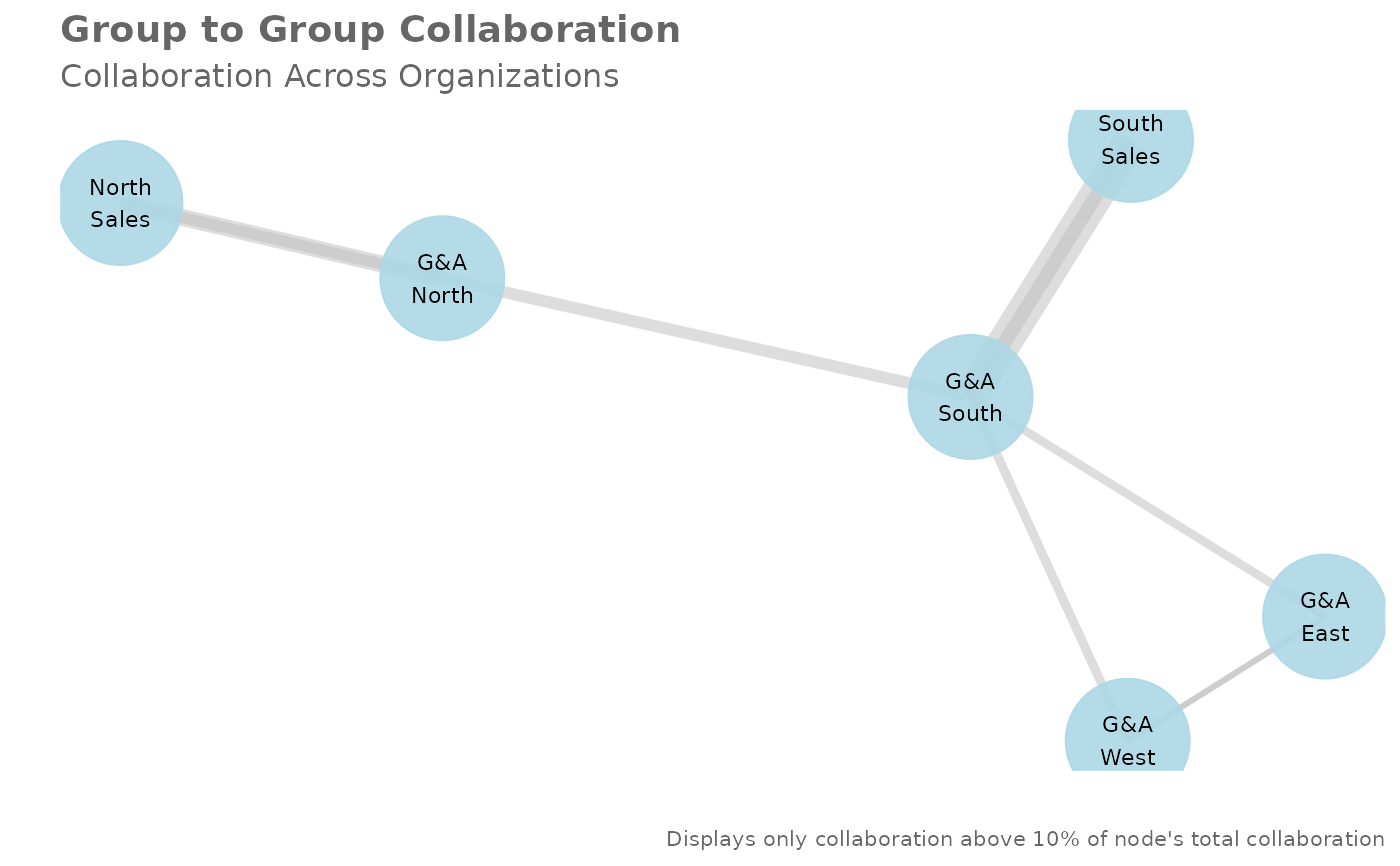 Group to Group Collaboration
Collaboration Across Organizations
South
Sales
North
Sales
G&A
North
G&A
South
G&A
East
G&A
West
Displays only collaboration above 10% of node's total collaboration